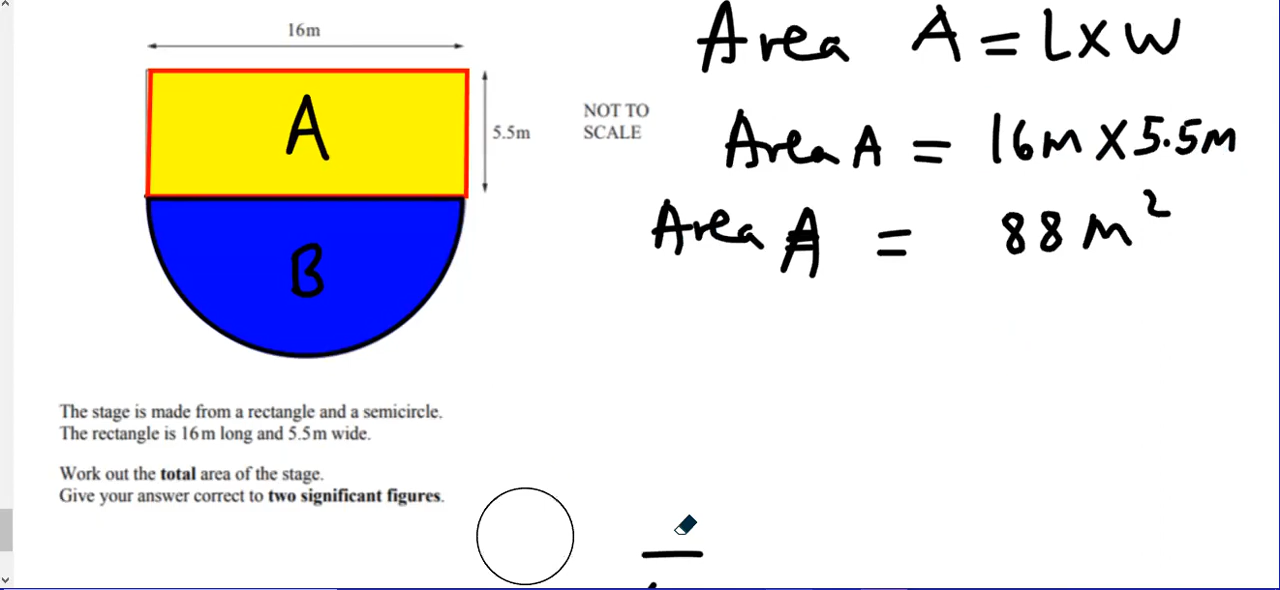 16m
5.5m
NOT TO
SCALE
A
B
Area A = L X W
Area A = 16m X 5.5m
Area A = 88 m²
The stage is made from a rectangle and a semicircle.
The rectangle is 16m long and 5.5m wide.
Work out the total area of the stage.
Give your answer correct to two significant figures.